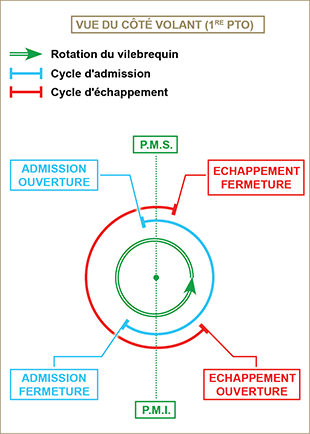 VUE DU CÔTÉ VOLANT (1RE PTO)
Rotation du vilebrequin
Cycle d'admission
Cycle d'échappement
P.M.S.
ADMISSION
OUVERTURE
ECHAPPEMENT
FERMETURE
ADMISSION
FERMETURE
ECHAPPEMENT
OUVERTURE
P.M.I.